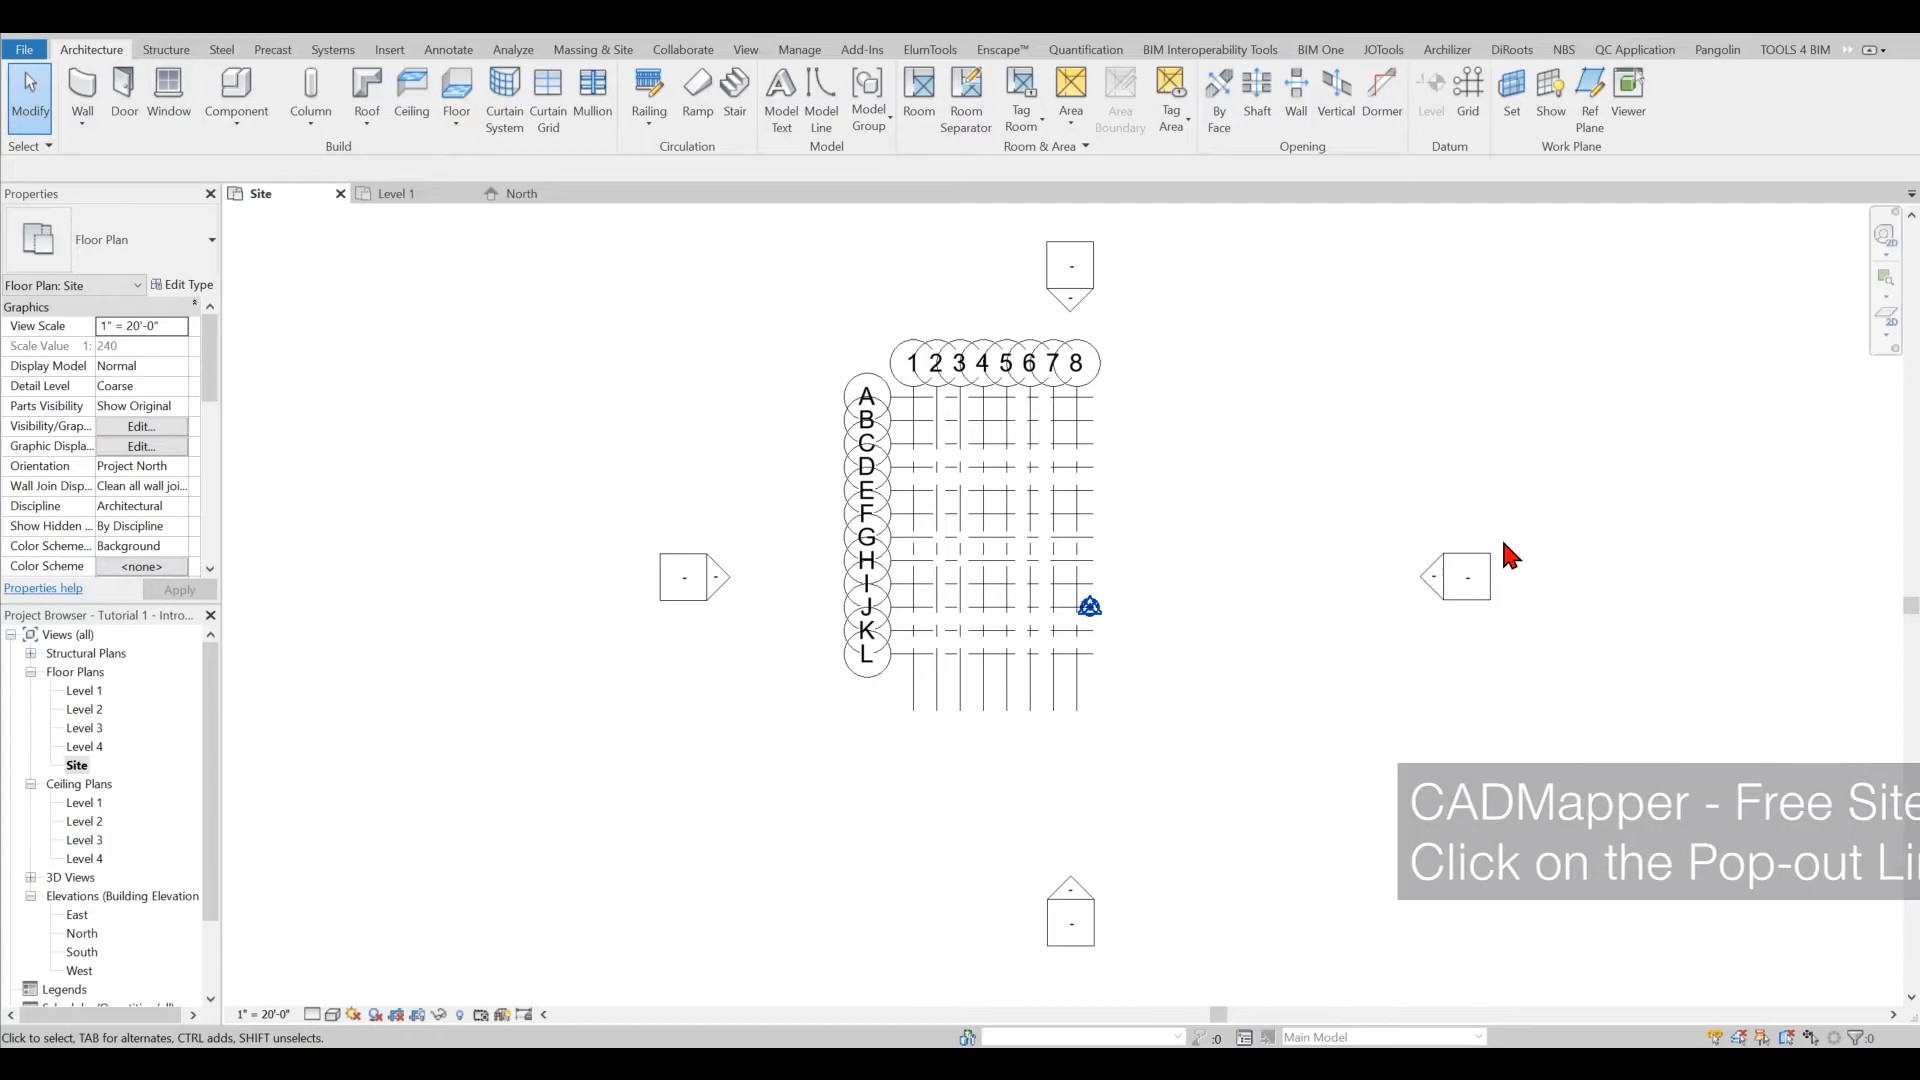 File Architecture Structure Steel Precast Systems Insert Annotate Analyze Massing & Site Collaborate View Manage Add-Ins ElumTools Enscape™ Quantification BIM Interoperability Tools BIM One JOTools Archilizer DiRoots NBS QC Application Pangolin TOOLS 4 BIM
Modify Wall Door Window Component Column Roof Ceiling Floor Curtain System Curtain Grid Mullion Railing Ramp Stair Model Text Model Line Model Group Room Room Separator Tag Room Area Area Boundary Tag Area By Face Shaft Wall Vertical Dormer Level Grid Set Show Ref Plane Viewer
Select Build Circulation Model Room & Area Opening Datum Work Plane
Properties
Site Level 1 North
Floor Plan
Floor Plan: Site Edit Type
Graphics
View Scale 1" = 20'-0"
Scale Value 1: 240
Display Model Normal
Detail Level Coarse
Parts Visibility Show Original
Visibility/Grap... Edit...
Graphic Displa... Edit...
Orientation Project North
Wall Join Disp... Clean all wall joi...
Discipline Architectural
Show Hidden ... By Discipline
Color Scheme... Background
Color Scheme <none>
Properties help Apply
Project Browser - Tutorial 1 - Intro...
Views (all)
Structural Plans
Floor Plans
Level 1
Level 2
Level 3
Level 4
Site
Ceiling Plans
Level 1
Level 2
Level 3
Level 4
3D Views
Elevations (Building Elevation
East
North
South
West
Legends
1 2 3 4 5 6 7 8
A
B
C
D
E
F
G
H
I
J
K
L
2D
2D
CADMapper - Free Site
Click on the Pop-out Li
1" = 20'-0"
Click to select, TAB for alternates, CTRL adds, SHIFT unselects.
:0 Main Model :0